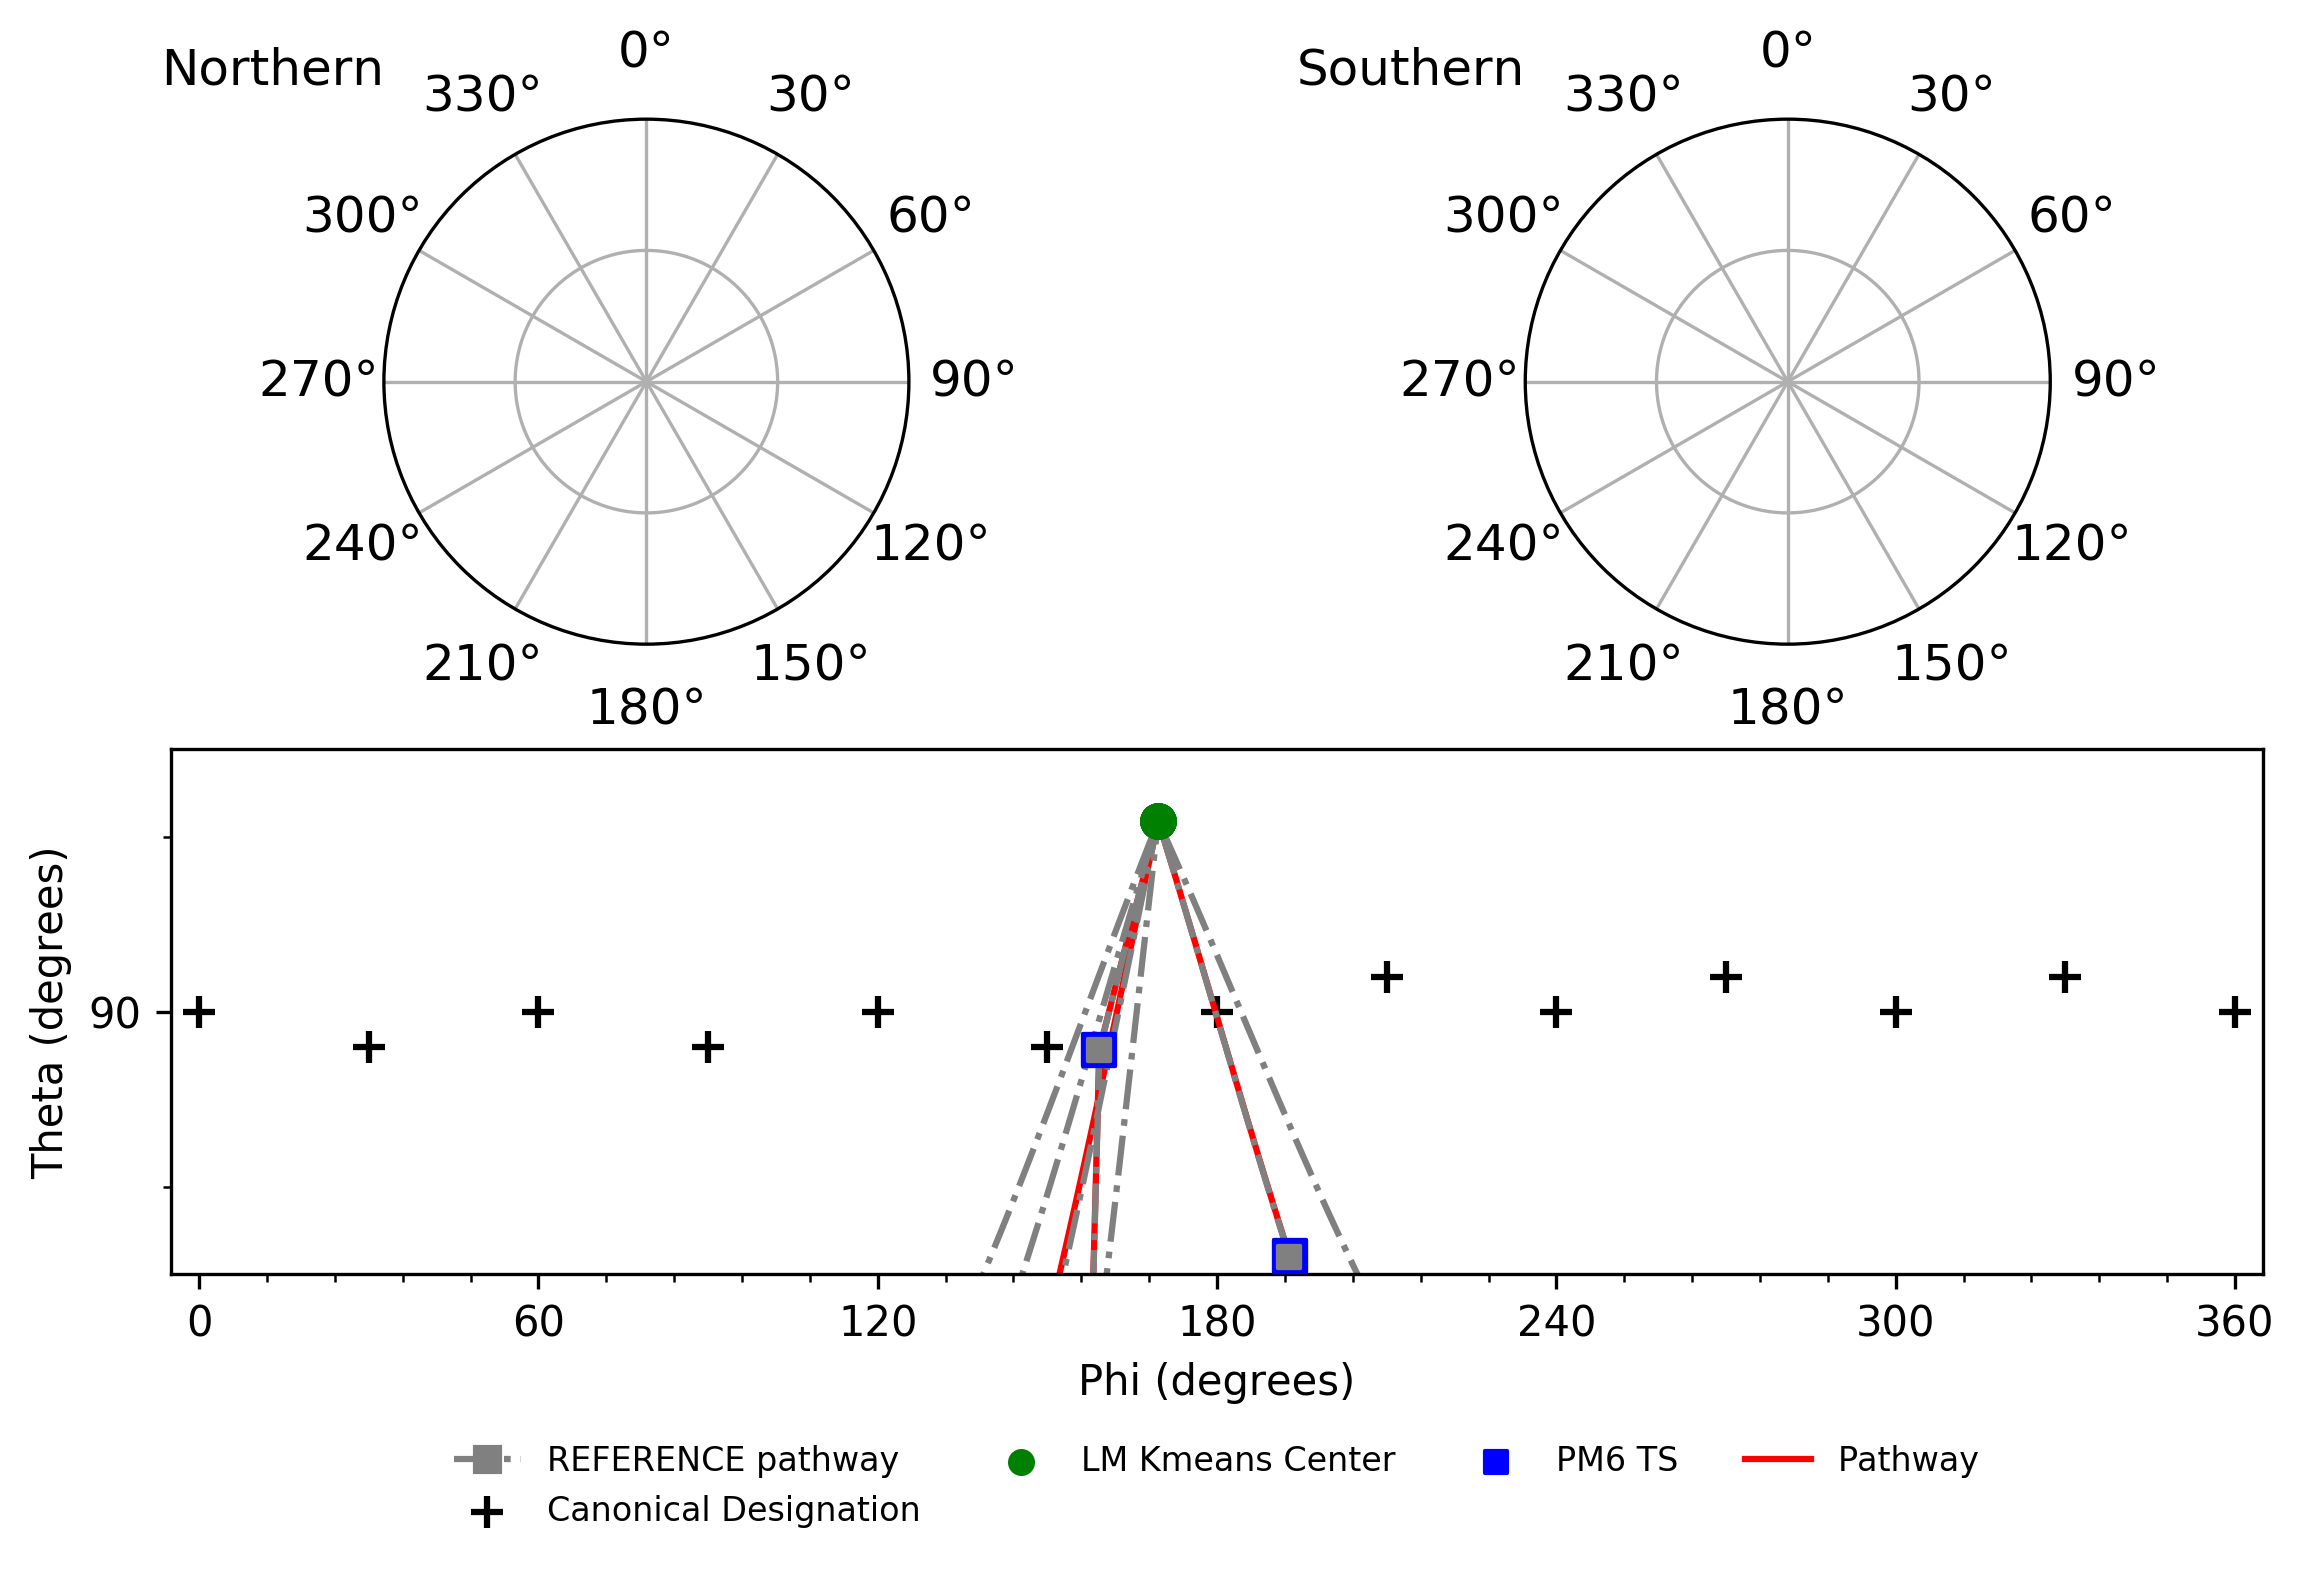 Northern
0°
30°
60°
90°
120°
150°
180°
210°
240°
270°
300°
330°
Southern
0°
30°
60°
90°
120°
150°
180°
210°
240°
270°
300°
330°
Theta (degrees)
90
0 60 120 180 240 300 360
Phi (degrees)
REFERENCE pathway
Canonical Designation
LM Kmeans Center
PM6 TS
Pathway